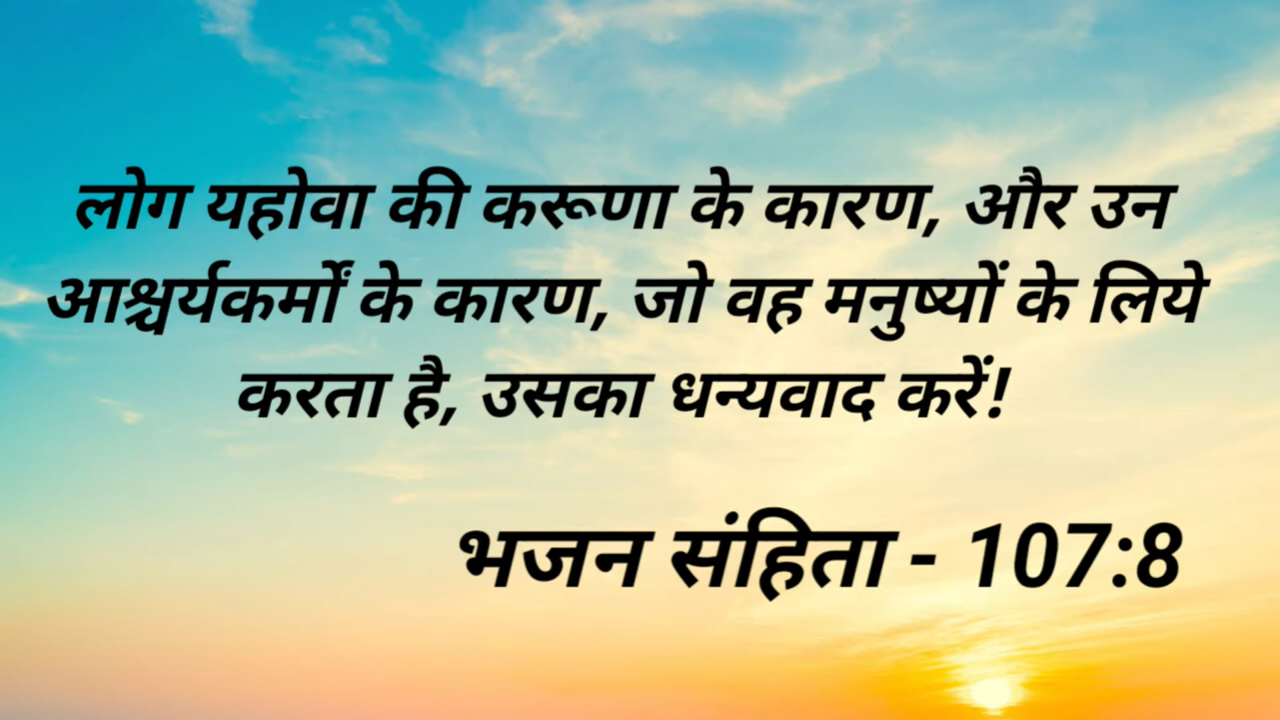 लोग यहोवा की करूणा के कारण, और उन
आश्चर्यकर्मों के कारण, जो वह मनुष्यों के लिये
करता है, उसका धन्यवाद करें!
भजन संहिता - 107:8